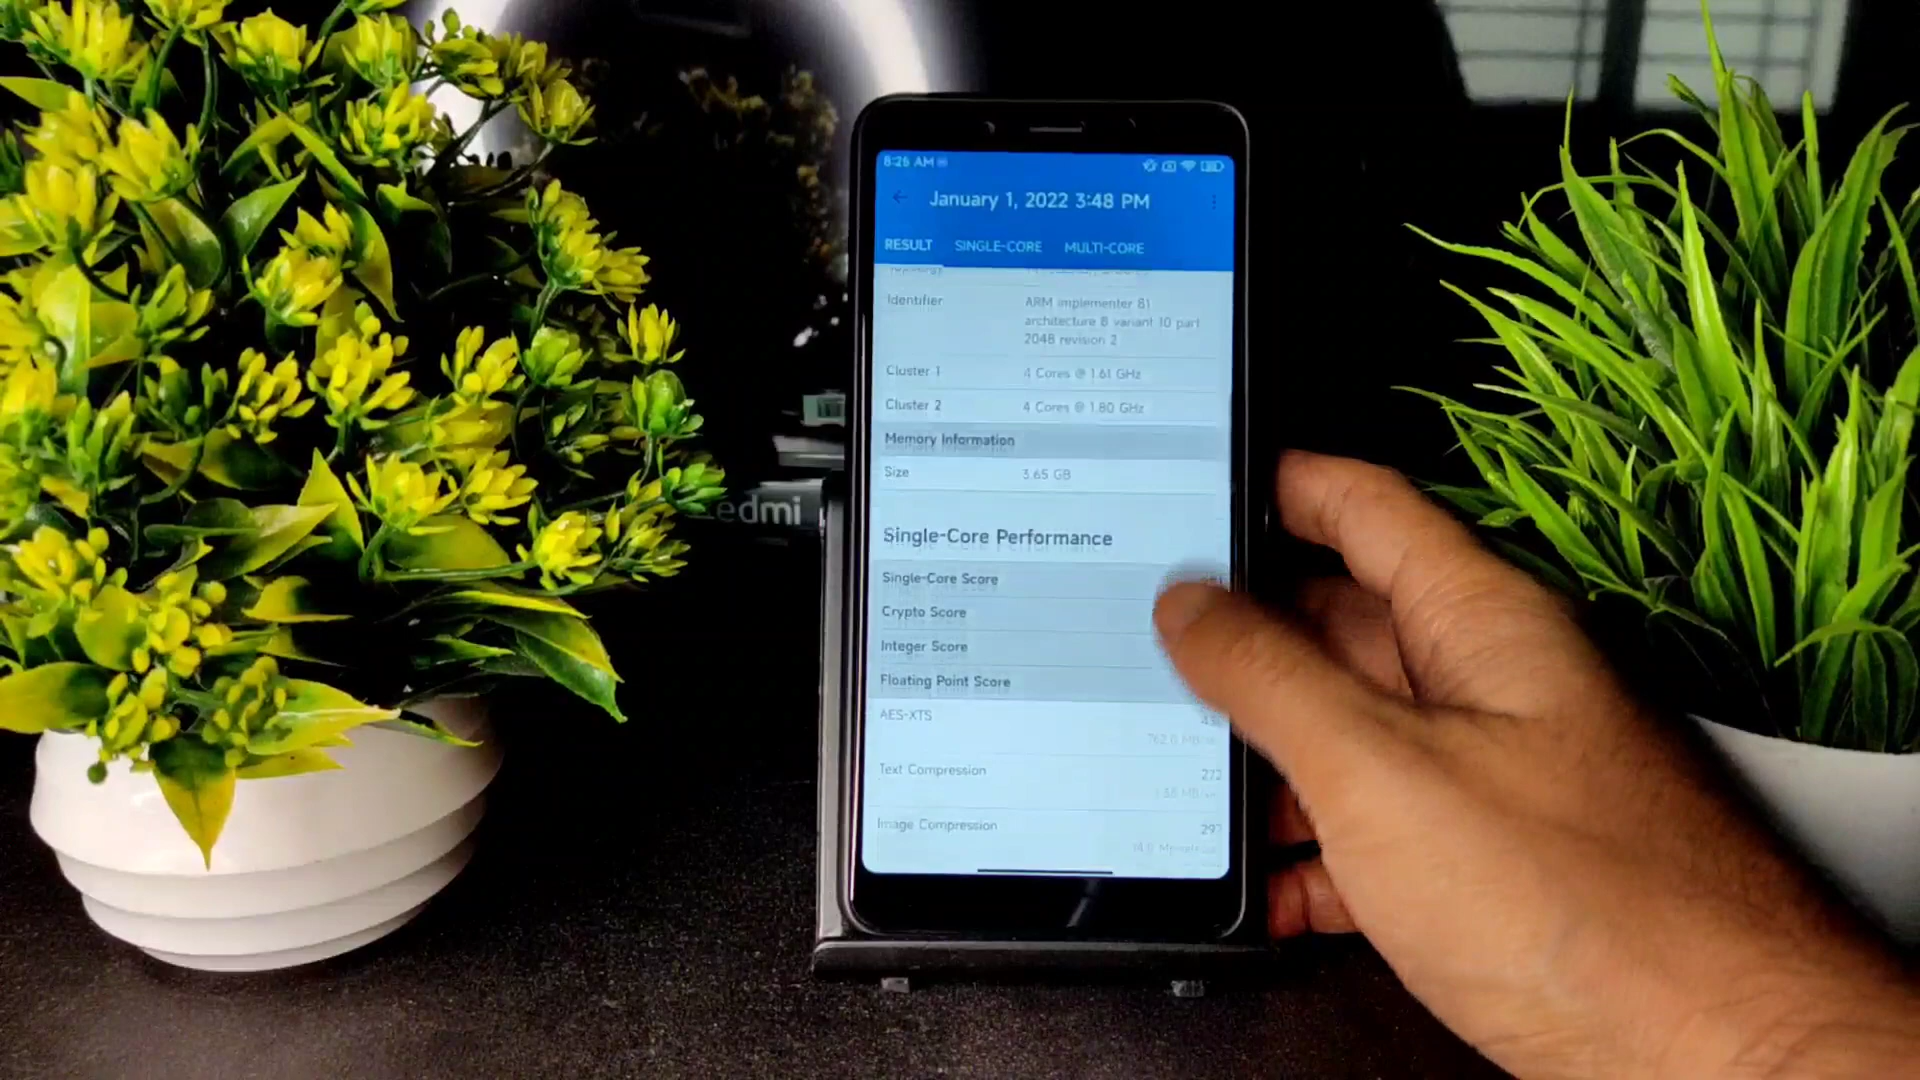 8:26 AM
January 1, 2022 3:48 PM
RESULT SINGLE-CORE MULTI-CORE
Identifier ARM implementer 81
architecture 8 variant 10 part
2048 revision 2
Cluster 1 4 Cores @ 1.61 GHz
Cluster 2 4 Cores @ 1.80 GHz
Memory Information
Size 3.65 GB
edmi
Single-Core Performance
Single-Core Score
Crypto Score
Integer Score
Floating Point Score
AES-XTS
Text Compression 272
Image Compression 297